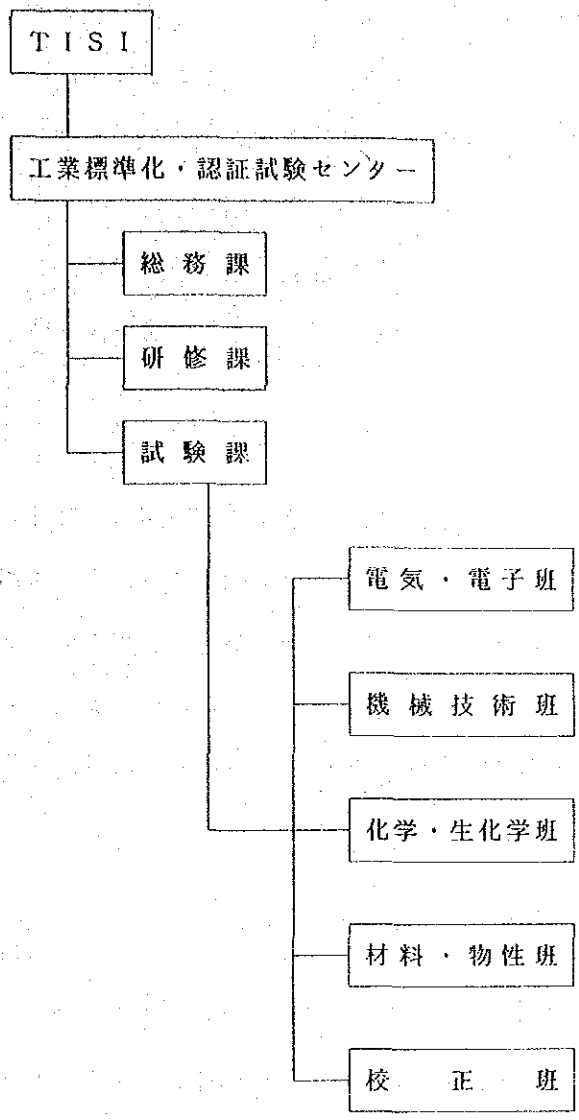 TISI
工業標準化・認証試験センター
総務課
研修課
試験課
電気・電子班
機械技術班
化学・生化学班
材料・物性班
校正班